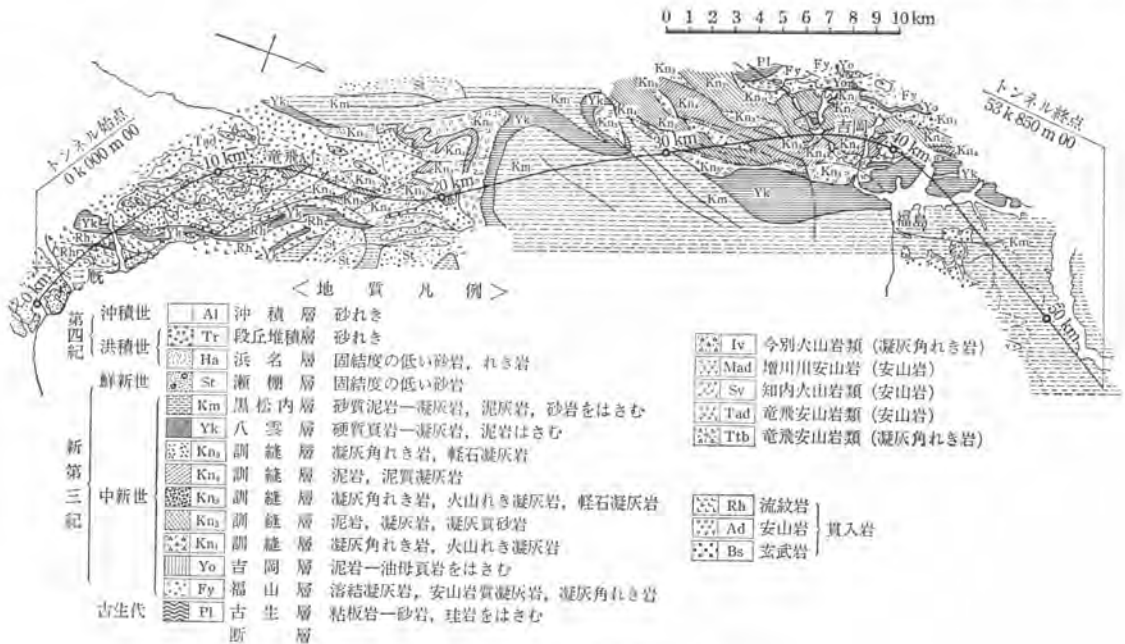 0 1 2 3 4 5 6 7 8 9 10 km
トンネル始点
0 k 000 m 00
トンネル終点
53 k 850 m 00
0 km
10 km
20 km
30 km
40 km
50 km
三厩
竜飛
吉岡
福島
Tad
Yk
Km
St
Rh
Pl
Fy
Yo
＜地質凡例＞
第四紀
沖積世 Al 沖積層 砂れき
洪積世 Tr 段丘堆積層 砂れき
Ha 浜名層 固結度の低い砂岩，れき岩
新第三紀
鮮新世 St 瀬棚層 固結度の低い砂岩
中新世
Km 黒松内層 砂質泥岩―凝灰岩，泥灰岩，砂岩をはさむ
Yk 八雲層 硬質頁岩―凝灰岩，泥岩はさむ
訓縫層 凝灰角れき岩，軽石凝灰岩
Kn₄ 訓縫層 泥岩，泥質凝灰岩
Kn₃ 訓縫層 凝灰角れき岩，火山れき凝灰岩，軽石凝灰岩
Kn₂ 訓縫層 泥岩，凝灰岩，凝灰質砂岩
Kn₁ 訓縫層 凝灰角れき岩，火山れき凝灰岩
Yo 吉岡層 泥岩―油母頁岩をはさむ
Fy 福山層 溶結凝灰岩，安山岩質凝灰岩，凝灰角れき岩
古生代 Pl 古生層 粘板岩―砂岩，珪岩をはさむ
断層
Iv 今別火山岩類（凝灰角れき岩）
Mad 増川川安山岩（安山岩）
Sv 知内火山岩類（安山岩）
Tad 竜飛安山岩類（安山岩）
Ttb 竜飛安山岩類（凝灰角れき岩）
Rh 流紋岩
Ad 安山岩
Bs 玄武岩
貫入岩